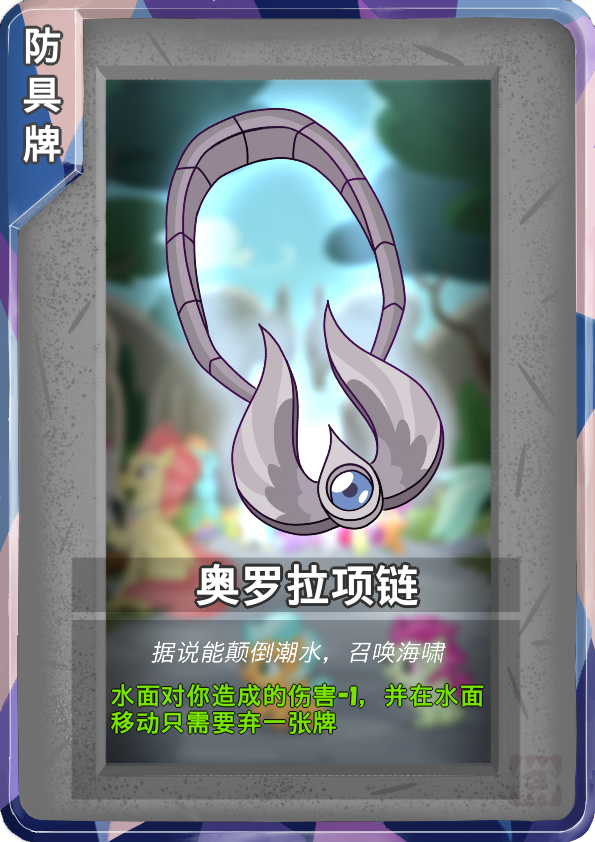 防具牌
奥罗拉项链
据说能颠倒潮水，召唤海啸
水面对你造成的伤害-1，并在水面
移动只需要弃一张牌